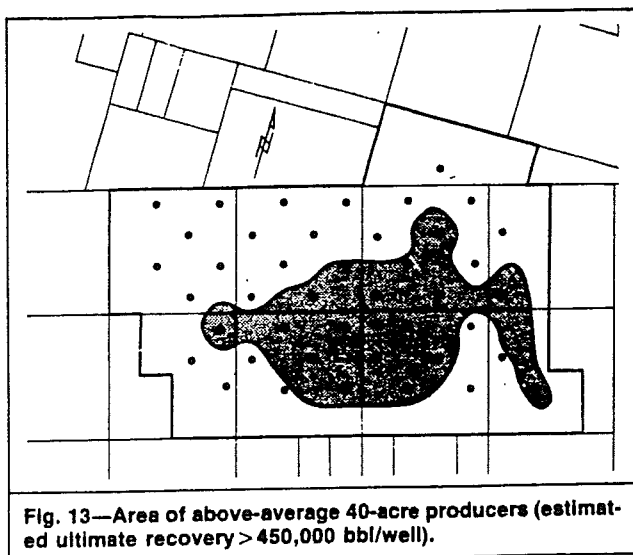 Fig. 13—Area of above-average 40-acre producers (estimat-
ed ultimate recovery > 450,000 bbl/well).